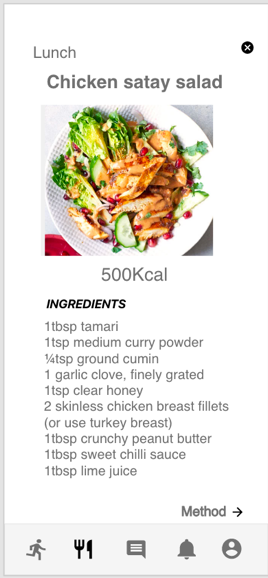 Lunch
Chicken satay salad
500Kcal
INGREDIENTS
1tbsp tamari
1tsp medium curry powder
¼tsp ground cumin
1 garlic clove, finely grated
1tsp clear honey
2 skinless chicken breast fillets
(or use turkey breast)
1tbsp crunchy peanut butter
1tbsp sweet chilli sauce
1tbsp lime juice
Method